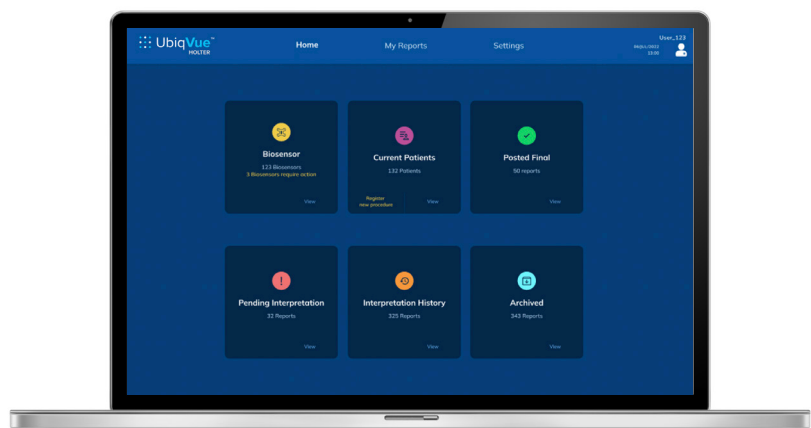 UbiqVue™
HOLTER
Home
My Reports
Settings
User_123
15:05
Biosensor
123 Biosensors
3 Biosensors require action
View
Current Patients
132 Patients
Register
new procedure
View
Posted Final
50 reports
View
Pending Interpretation
32 Reports
View
Interpretation History
325 Reports
View
Archived
343 Reports
View